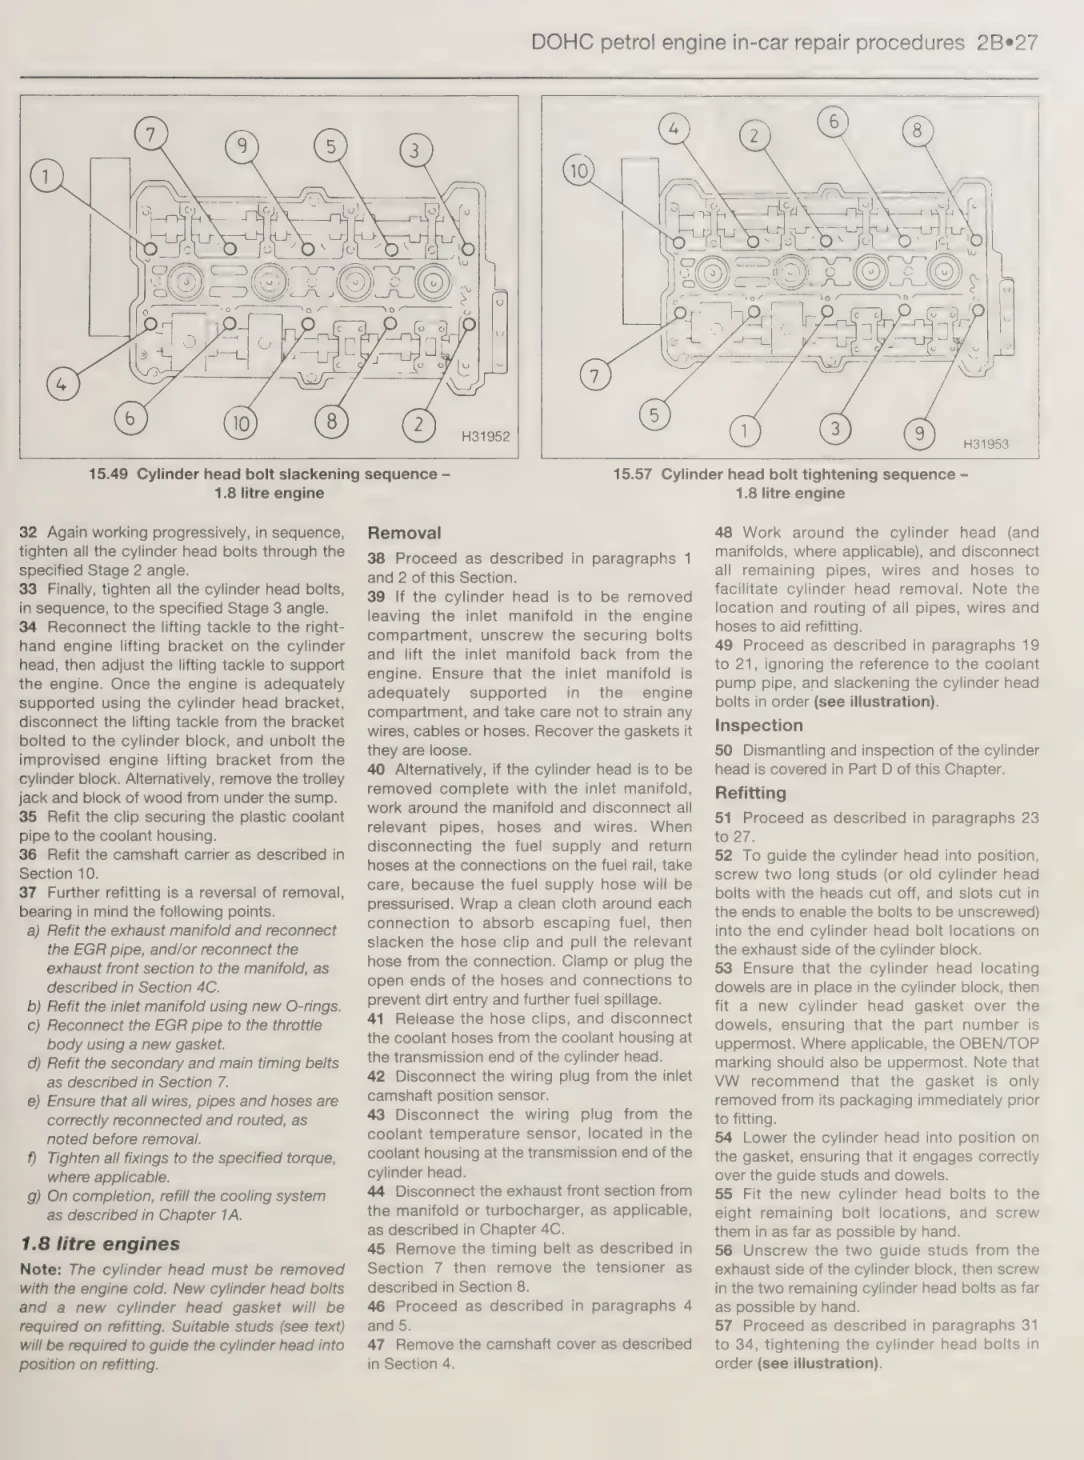 DOHC petrol engine in-car repair procedures 2B•27
7
9
5
3
1
4
6
10
8
2
H31952
15.49 Cylinder head bolt slackening sequence –
1.8 litre engine
4
2
6
8
10
7
5
1
3
9
H31953
15.57 Cylinder head bolt tightening sequence –
1.8 litre engine
32 Again working progressively, in sequence,
tighten all the cylinder head bolts through the
specified Stage 2 angle.
33 Finally, tighten all the cylinder head bolts,
in sequence, to the specified Stage 3 angle.
34 Reconnect the lifting tackle to the right-
hand engine lifting bracket on the cylinder
head, then adjust the lifting tackle to support
the engine. Once the engine is adequately
supported using the cylinder head bracket,
disconnect the lifting tackle from the bracket
bolted to the cylinder block, and unbolt the
improvised engine lifting bracket from the
cylinder block. Alternatively, remove the trolley
jack and block of wood from under the sump.
35 Refit the clip securing the plastic coolant
pipe to the coolant housing.
36 Refit the camshaft carrier as described in
Section 10.
37 Further refitting is a reversal of removal,
bearing in mind the following points.
a) Refit the exhaust manifold and reconnect
the EGR pipe, and/or reconnect the
exhaust front section to the manifold, as
described in Section 4C.
b) Refit the inlet manifold using new O-rings.
c) Reconnect the EGR pipe to the throttle
body using a new gasket.
d) Refit the secondary and main timing belts
as described in Section 7.
e) Ensure that all wires, pipes and hoses are
correctly reconnected and routed, as
noted before removal.
f) Tighten all fixings to the specified torque,
where applicable.
g) On completion, refill the cooling system
as described in Chapter 1A.
1.8 litre engines
Note: The cylinder head must be removed
with the engine cold. New cylinder head bolts
and a new cylinder head gasket will be
required on refitting. Suitable studs (see text)
will be required to guide the cylinder head into
position on refitting.
Removal
38 Proceed as described in paragraphs 1
and 2 of this Section.
39 If the cylinder head is to be removed
leaving the inlet manifold in the engine
compartment, unscrew the securing bolts
and lift the inlet manifold back from the
engine. Ensure that the inlet manifold is
adequately supported in the engine
compartment, and take care not to strain any
wires, cables or hoses. Recover the gaskets it
they are loose.
40 Alternatively, if the cylinder head is to be
removed complete with the inlet manifold,
work around the manifold and disconnect all
relevant pipes, hoses and wires. When
disconnecting the fuel supply and return
hoses at the connections on the fuel rail, take
care, because the fuel supply hose will be
pressurised. Wrap a clean cloth around each
connection to absorb escaping fuel, then
slacken the hose clip and pull the relevant
hose from the connection. Clamp or plug the
open ends of the hoses and connections to
prevent dirt entry and further fuel spillage.
41 Release the hose clips, and disconnect
the coolant hoses from the coolant housing at
the transmission end of the cylinder head.
42 Disconnect the wiring plug from the inlet
camshaft position sensor.
43 Disconnect the wiring plug from the
coolant temperature sensor, located in the
coolant housing at the transmission end of the
cylinder head.
44 Disconnect the exhaust front section from
the manifold or turbocharger, as applicable,
as described in Chapter 4C.
45 Remove the timing belt as described in
Section 7 then remove the tensioner as
described in Section 8.
46 Proceed as described in paragraphs 4
and 5.
47 Remove the camshaft cover as described
in Section 4.
48 Work around the cylinder head (and
manifolds, where applicable), and disconnect
all remaining pipes, wires and hoses to
facilitate cylinder head removal. Note the
location and routing of all pipes, wires and
hoses to aid refitting.
49 Proceed as described in paragraphs 19
to 21, ignoring the reference to the coolant
pump pipe, and slackening the cylinder head
bolts in order (see illustration).
Inspection
50 Dismantling and inspection of the cylinder
head is covered in Part D of this Chapter.
Refitting
51 Proceed as described in paragraphs 23
to 27.
52 To guide the cylinder head into position,
screw two long studs (or old cylinder head
bolts with the heads cut off, and slots cut in
the ends to enable the bolts to be unscrewed)
into the end cylinder head bolt locations on
the exhaust side of the cylinder block.
53 Ensure that the cylinder head locating
dowels are in place in the cylinder block, then
fit a new cylinder head gasket over the
dowels, ensuring that the part number is
uppermost. Where applicable, the OBEN/TOP
marking should also be uppermost. Note that
VW recommend that the gasket is only
removed from its packaging immediately prior
to fitting.
54 Lower the cylinder head into position on
the gasket, ensuring that it engages correctly
over the guide studs and dowels.
55 Fit the new cylinder head bolts to the
eight remaining bolt locations, and screw
them in as far as possible by hand.
56 Unscrew the two guide studs from the
exhaust side of the cylinder block, then screw
in the two remaining cylinder head bolts as far
as possible by hand.
57 Proceed as described in paragraphs 31
to 34, tightening the cylinder head bolts in
order (see illustration).